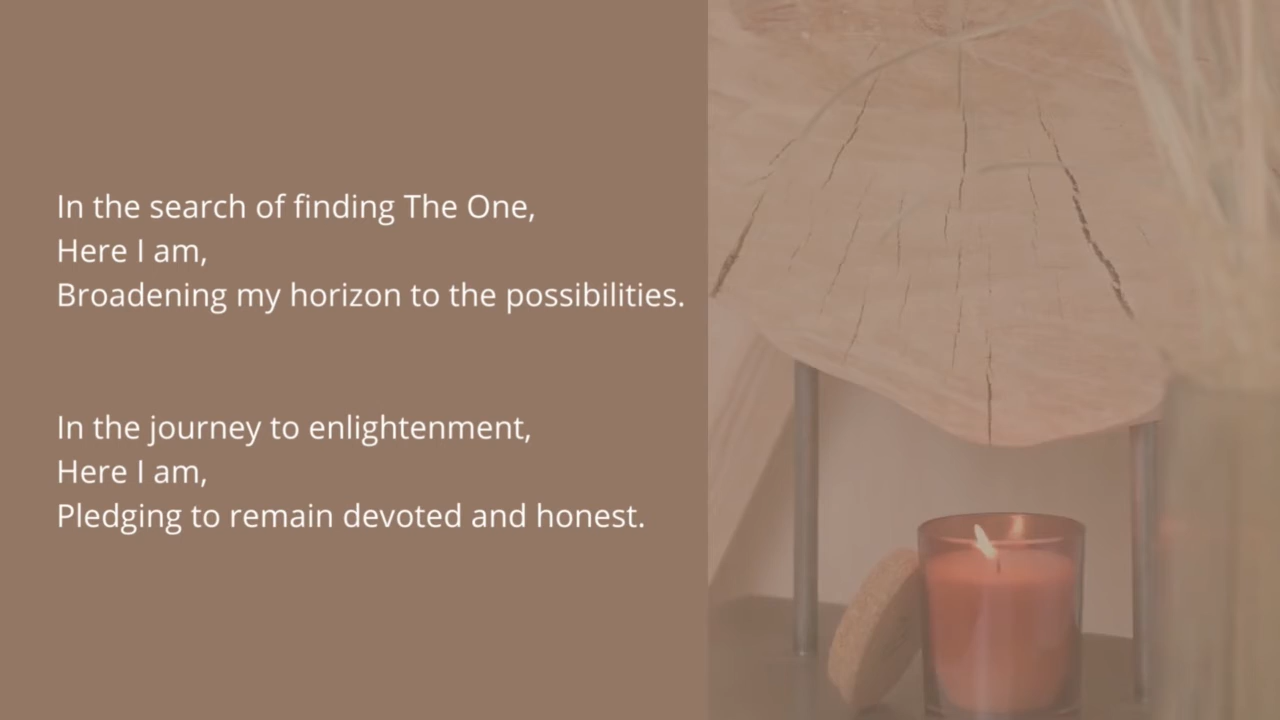 In the search of finding The One,
Here I am,
Broadening my horizon to the possibilities.
In the journey to enlightenment,
Here I am,
Pledging to remain devoted and honest.